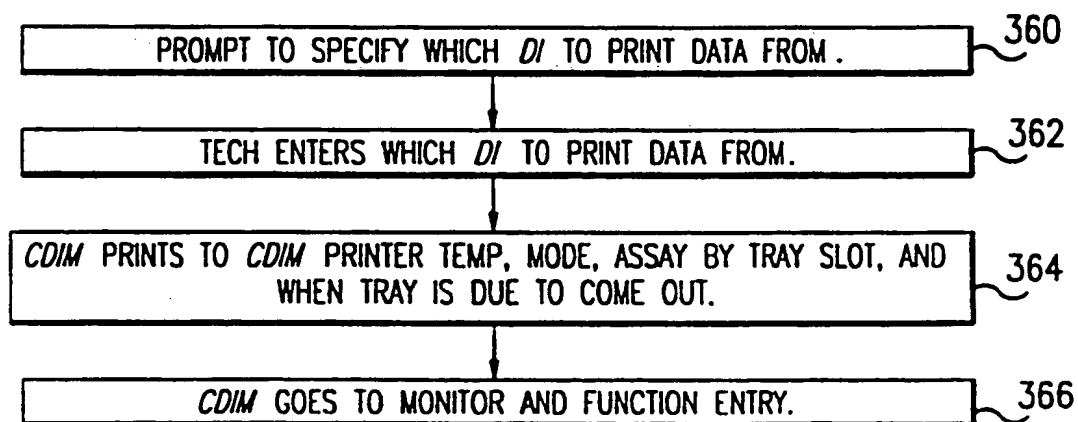 PROMPT TO SPECIFY WHICH DI TO PRINT DATA FROM.
360
TECH ENTERS WHICH DI TO PRINT DATA FROM.
362
CDIM PRINTS TO CDIM PRINTER TEMP, MODE, ASSAY BY TRAY SLOT, AND
WHEN TRAY IS DUE TO COME OUT.
364
CDIM GOES TO MONITOR AND FUNCTION ENTRY.
366